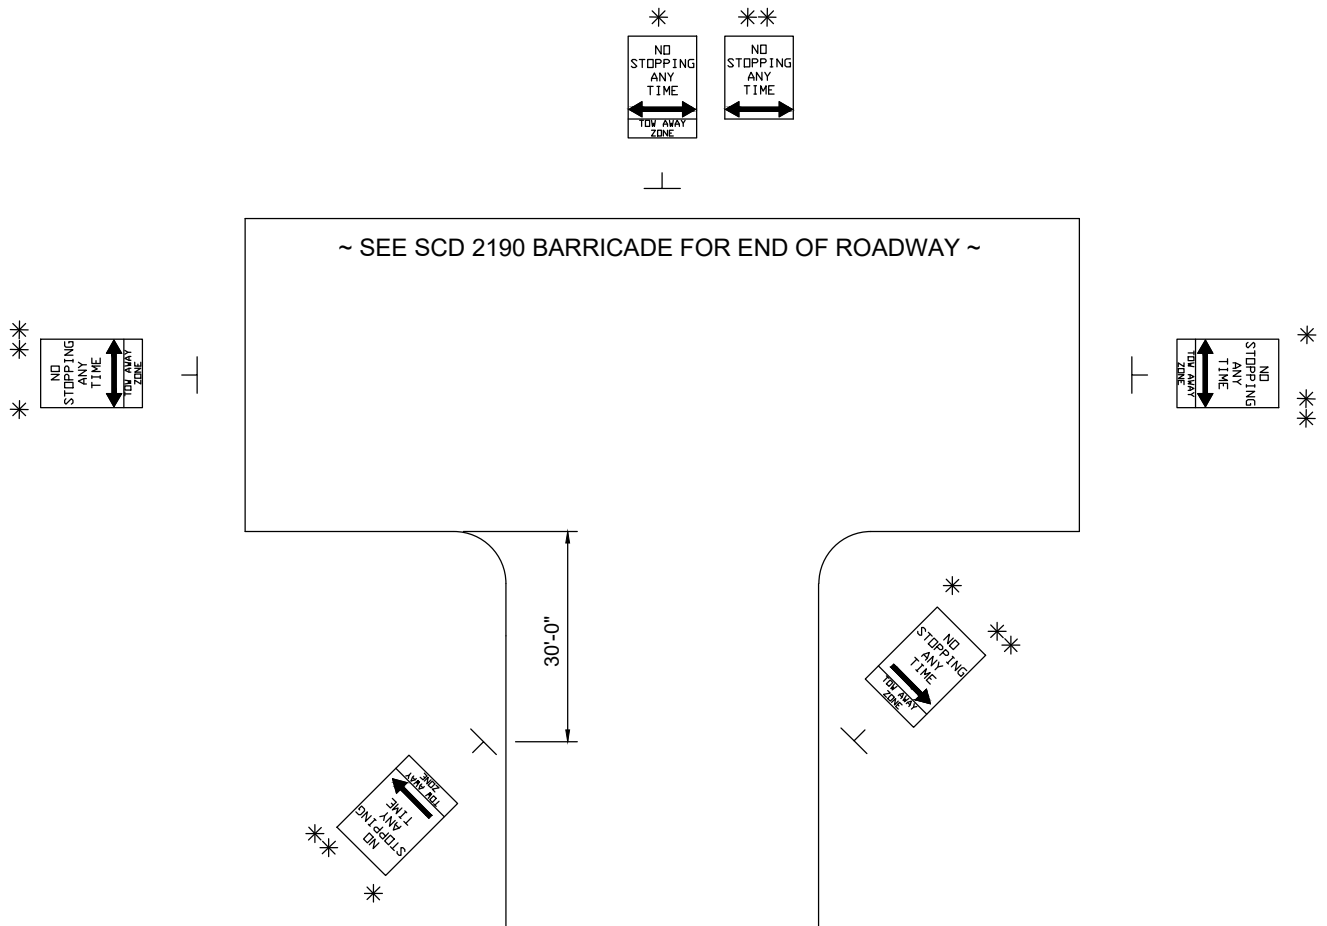 * **
NO
STOPPING
ANY
TIME
TOW AWAY
ZONE
NO
STOPPING
ANY
TIME
~ SEE SCD 2190 BARRICADE FOR END OF ROADWAY ~
**
*
NO
STOPPING
ANY
TIME
TOW AWAY
ZONE
*
**
NO
STOPPING
ANY
TIME
TOW AWAY
ZONE
30'-0"
*
**
NO
STOPPING
ANY
TIME
TOW AWAY
ZONE
**
*
NO
STOPPING
ANY
TIME
TOW AWAY
ZONE